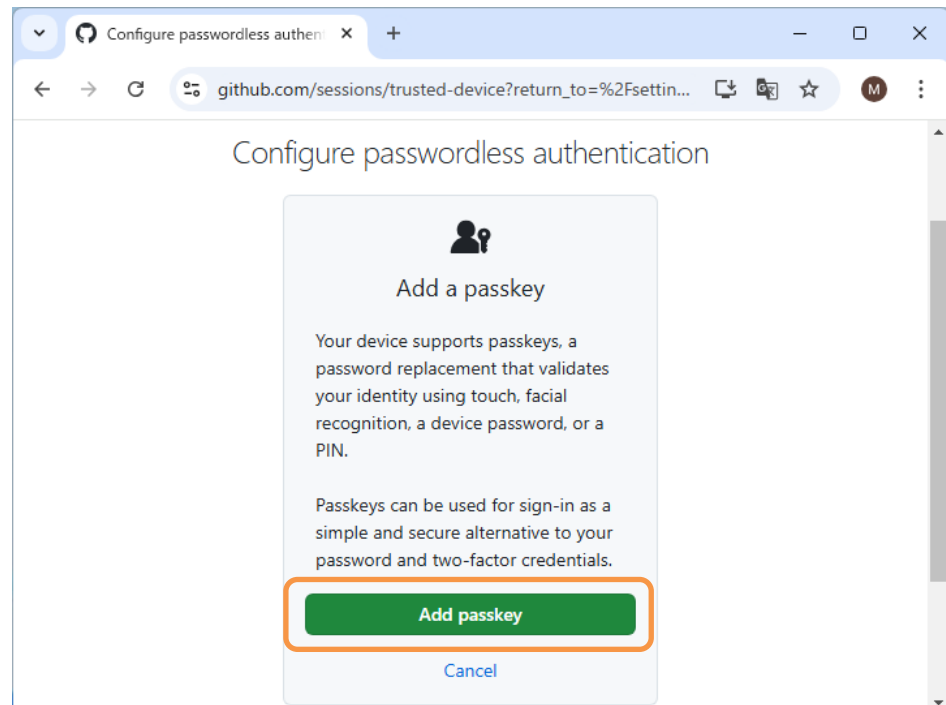 Configure passwordless authen
github.com/sessions/trusted-device?return_to=%2Fsettin...
M
Configure passwordless authentication
Add a passkey
Your device supports passkeys, a
password replacement that validates
your identity using touch, facial
recognition, a device password, or a
PIN.
Passkeys can be used for sign-in as a
simple and secure alternative to your
password and two-factor credentials.
Add passkey
Cancel